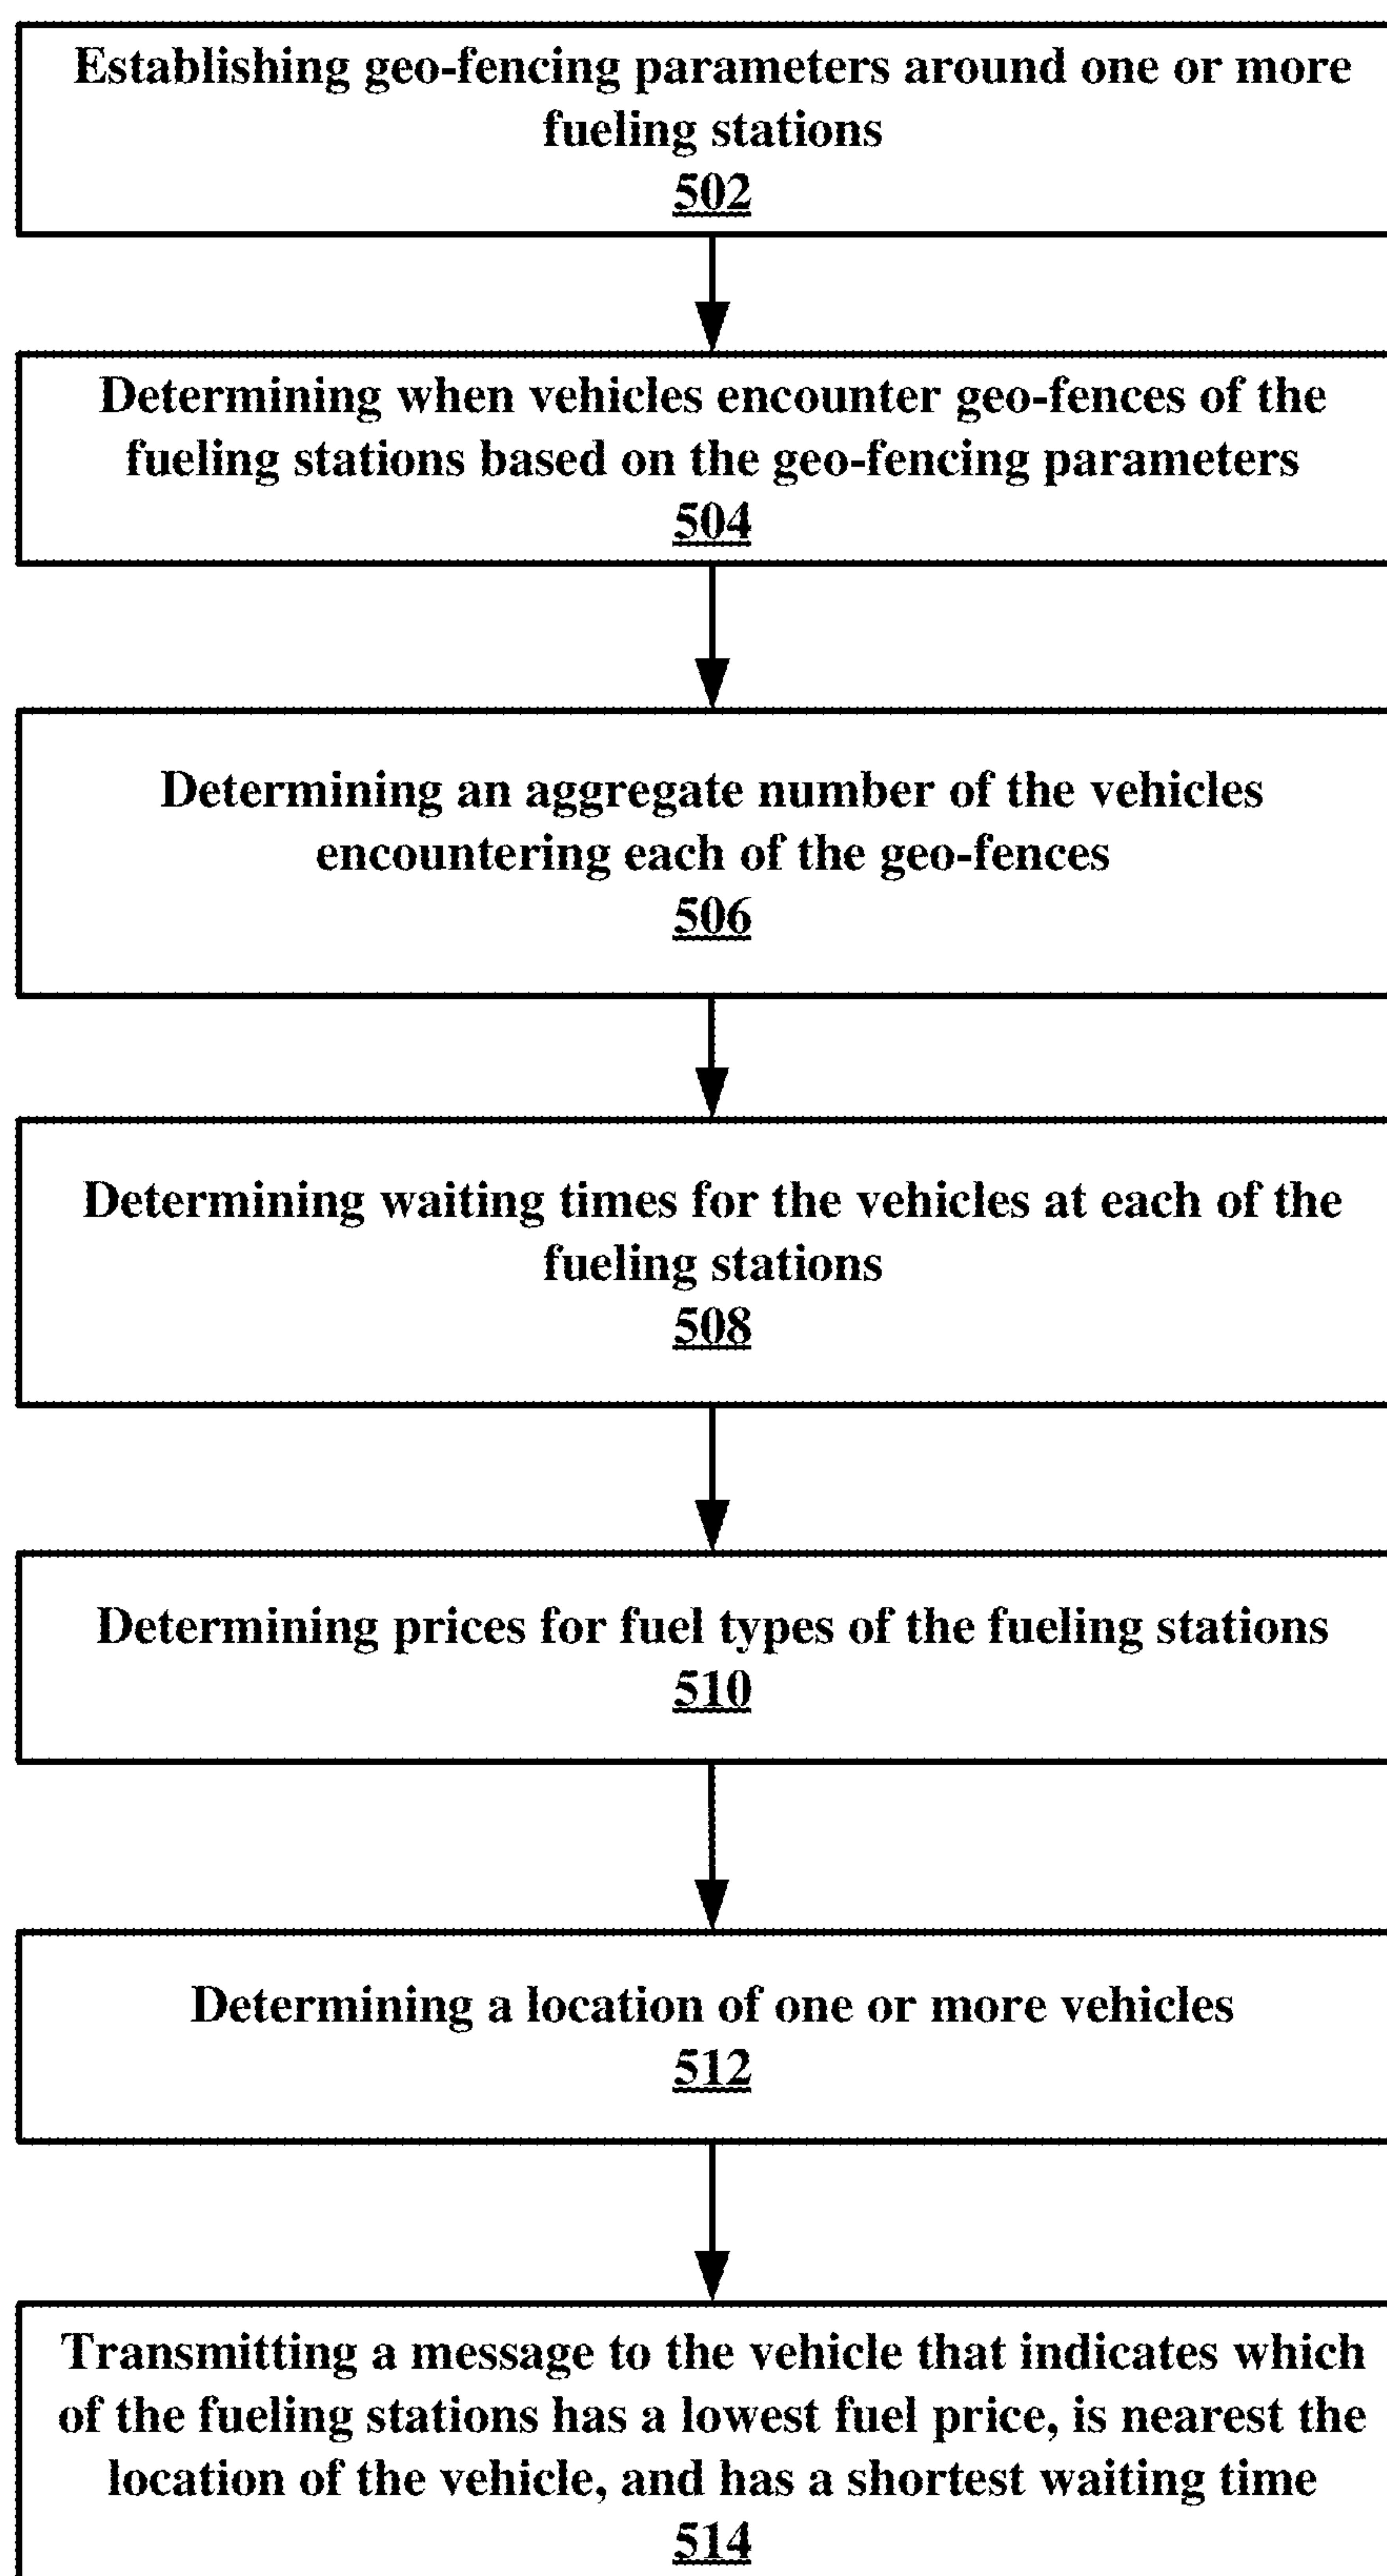 Establishing geo-fencing parameters around one or more
fueling stations
502
Determining when vehicles encounter geo-fences of the
fueling stations based on the geo-fencing parameters
504
Determining an aggregate number of the vehicles
encountering each of the geo-fences
506
Determining waiting times for the vehicles at each of the
fueling stations
508
Determining prices for fuel types of the fueling stations
510
Determining a location of one or more vehicles
512
Transmitting a message to the vehicle that indicates which
of the fueling stations has a lowest fuel price, is nearest the
location of the vehicle, and has a shortest waiting time
514